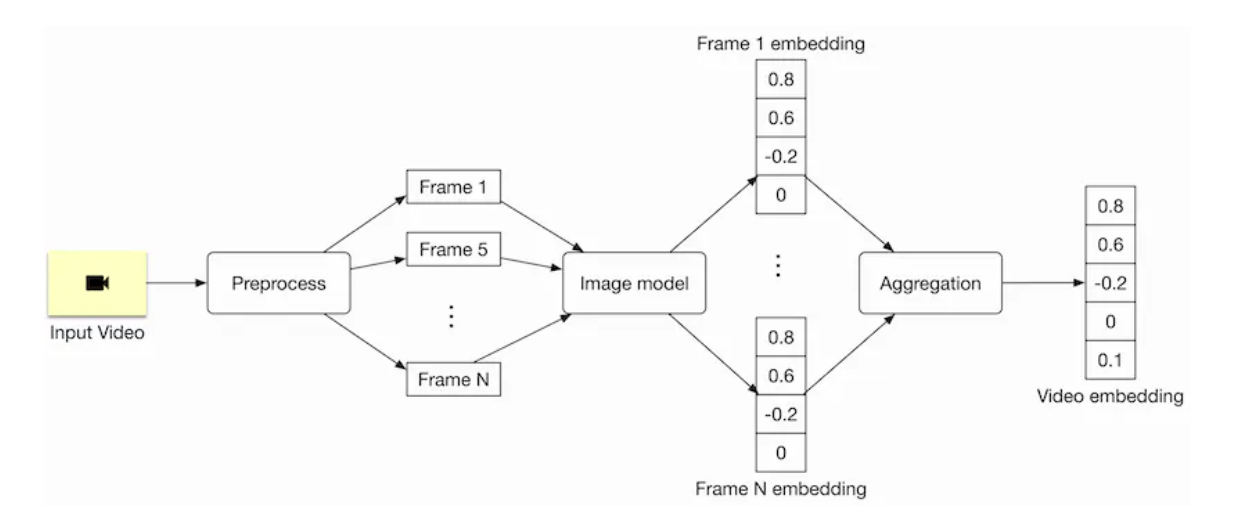 Frame 1 embedding
0.8
0.6
-0.2
0
Frame 1
Frame 5
Frame N
Input Video
Preprocess
Image model
0.8
0.6
-0.2
0
Frame N embedding
Aggregation
0.8
0.6
-0.2
0
0.1
Video embedding